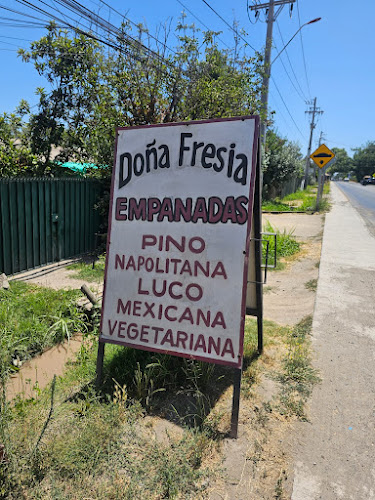 Doña Fresia
EMPANADAS
PINO
NAPOLITANA
LUCO
MEXICANA
VEGETARIANA